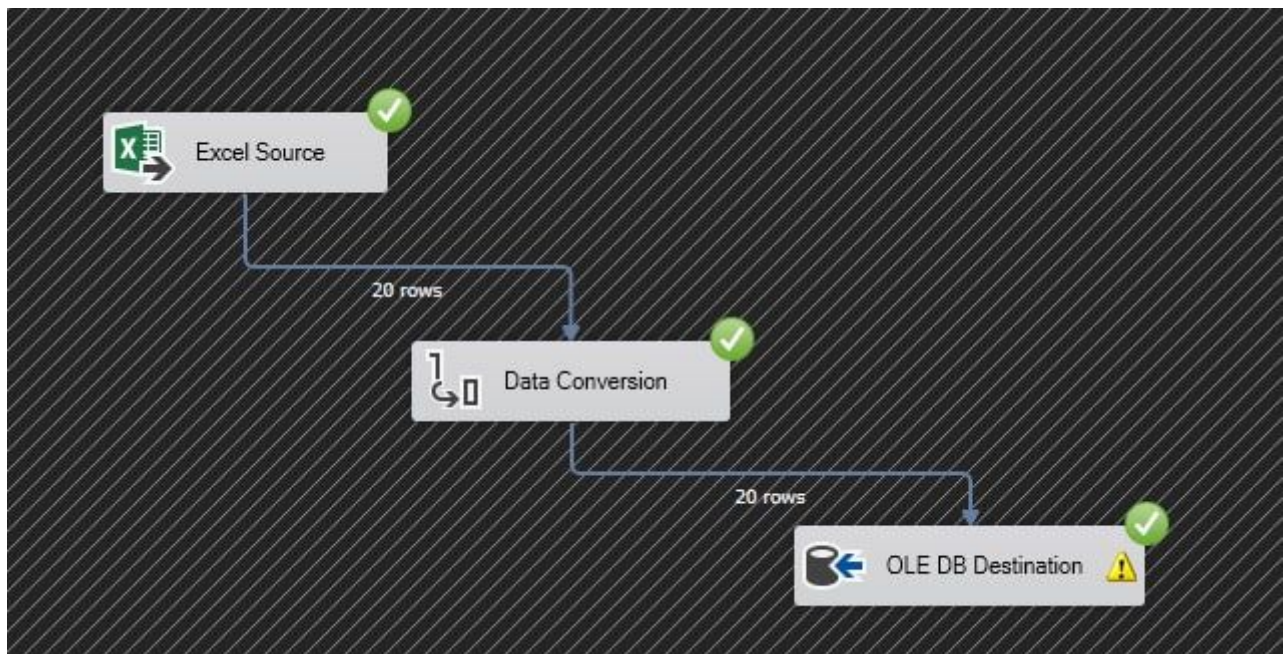 Excel Source
20 rows
Data Conversion
20 rows
OLE DB Destination